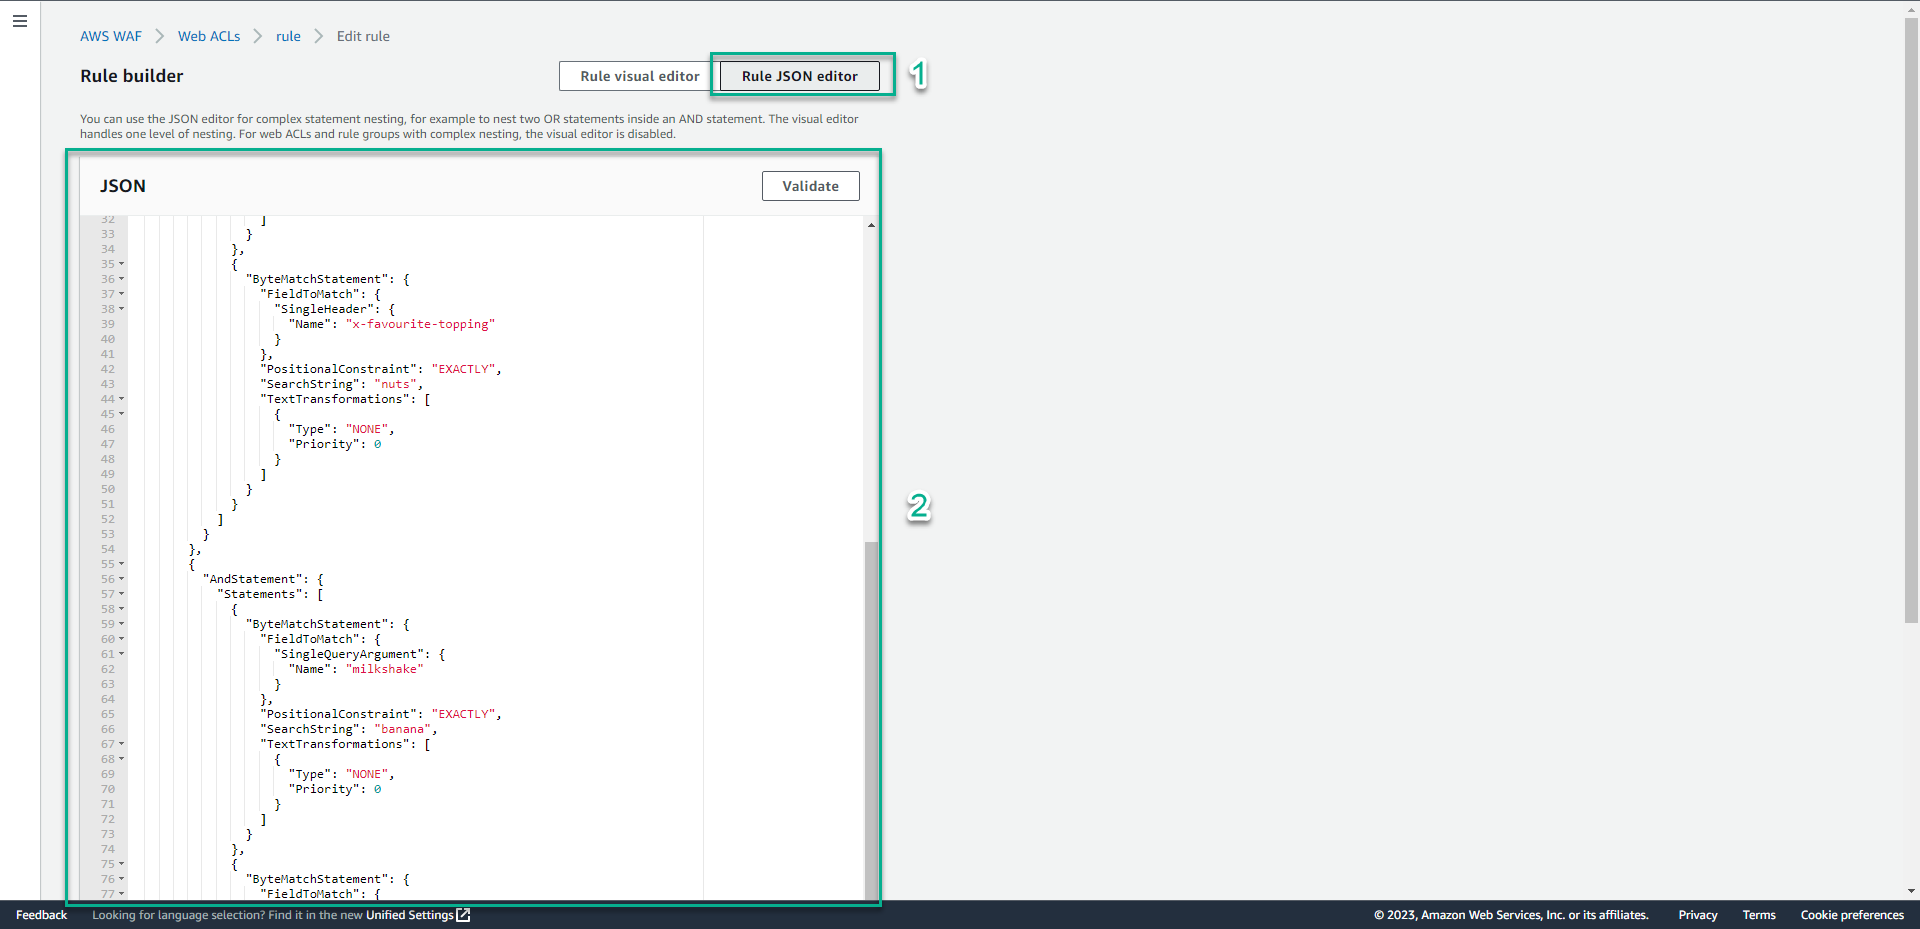 AWS WAF > Web ACLs > rule > Edit rule
Rule builder
Rule visual editor
Rule JSON editor
1
You can use the JSON editor for complex statement nesting, for example to nest two OR statements inside an AND statement. The visual editor
handles one level of nesting. For web ACLs and rule groups with complex nesting, the visual editor is disabled.
JSON
Validate
32 ]
33 }
34 },
35 {
36 "ByteMatchStatement": {
37 "FieldToMatch": {
38 "SingleHeader": {
39 "Name": "x-favourite-topping"
40 }
41 },
42 "PositionalConstraint": "EXACTLY",
43 "SearchString": "nuts",
44 "TextTransformations": [
45 {
46 "Type": "NONE",
47 "Priority": 0
48 }
49 ]
50 }
51 }
52 ]
53 }
54 },
55 {
56 "AndStatement": {
57 "Statements": [
58 {
59 "ByteMatchStatement": {
60 "FieldToMatch": {
61 "SingleQueryArgument": {
62 "Name": "milkshake"
63 }
64 },
65 "PositionalConstraint": "EXACTLY",
66 "SearchString": "banana",
67 "TextTransformations": [
68 {
69 "Type": "NONE",
70 "Priority": 0
71 }
72 ]
73 }
74 },
75 {
76 "ByteMatchStatement": {
77 "FieldToMatch": {
2
Feedback
Looking for language selection? Find it in the new Unified Settings
© 2023, Amazon Web Services, Inc. or its affiliates.
Privacy
Terms
Cookie preferences